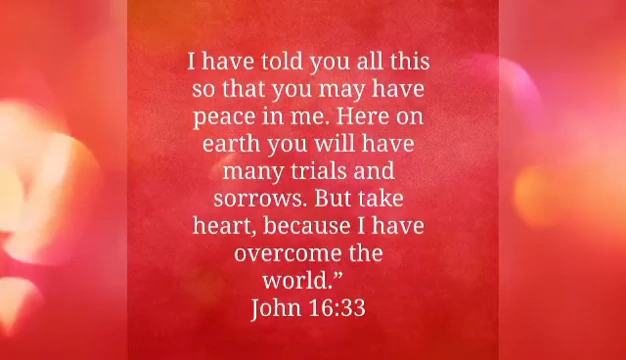 I have told you all this
so that you may have
peace in me. Here on
earth you will have
many trials and
sorrows. But take
heart, because I have
overcome the
world.”
John 16:33